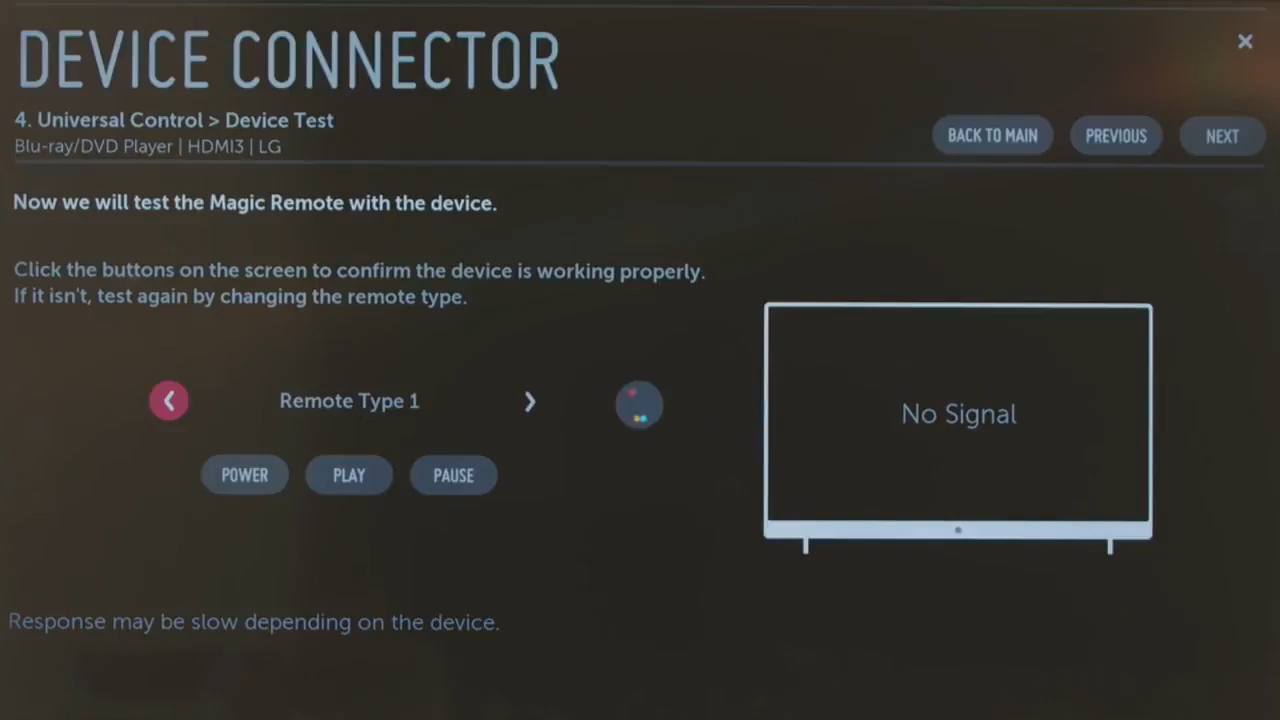 DEVICE CONNECTOR
4. Universal Control > Device Test
Blu-ray/DVD Player | HDMI3 | LG
BACK TO MAIN
PREVIOUS
NEXT
Now we will test the Magic Remote with the device.
Click the buttons on the screen to confirm the device is working properly.
If it isn't, test again by changing the remote type.
Remote Type 1
No Signal
POWER
PLAY
PAUSE
Response may be slow depending on the device.